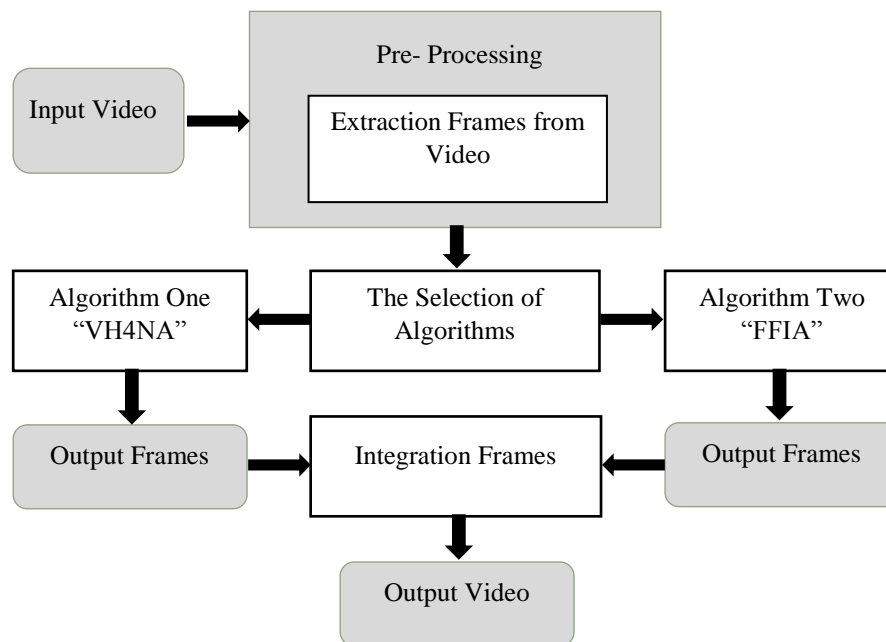 Pre- Processing
Input Video
Extraction Frames from
Video
Algorithm One
“VH4NA”
The Selection of
Algorithms
Algorithm Two
“FFIA”
Output Frames
Integration Frames
Output Frames
Output Video